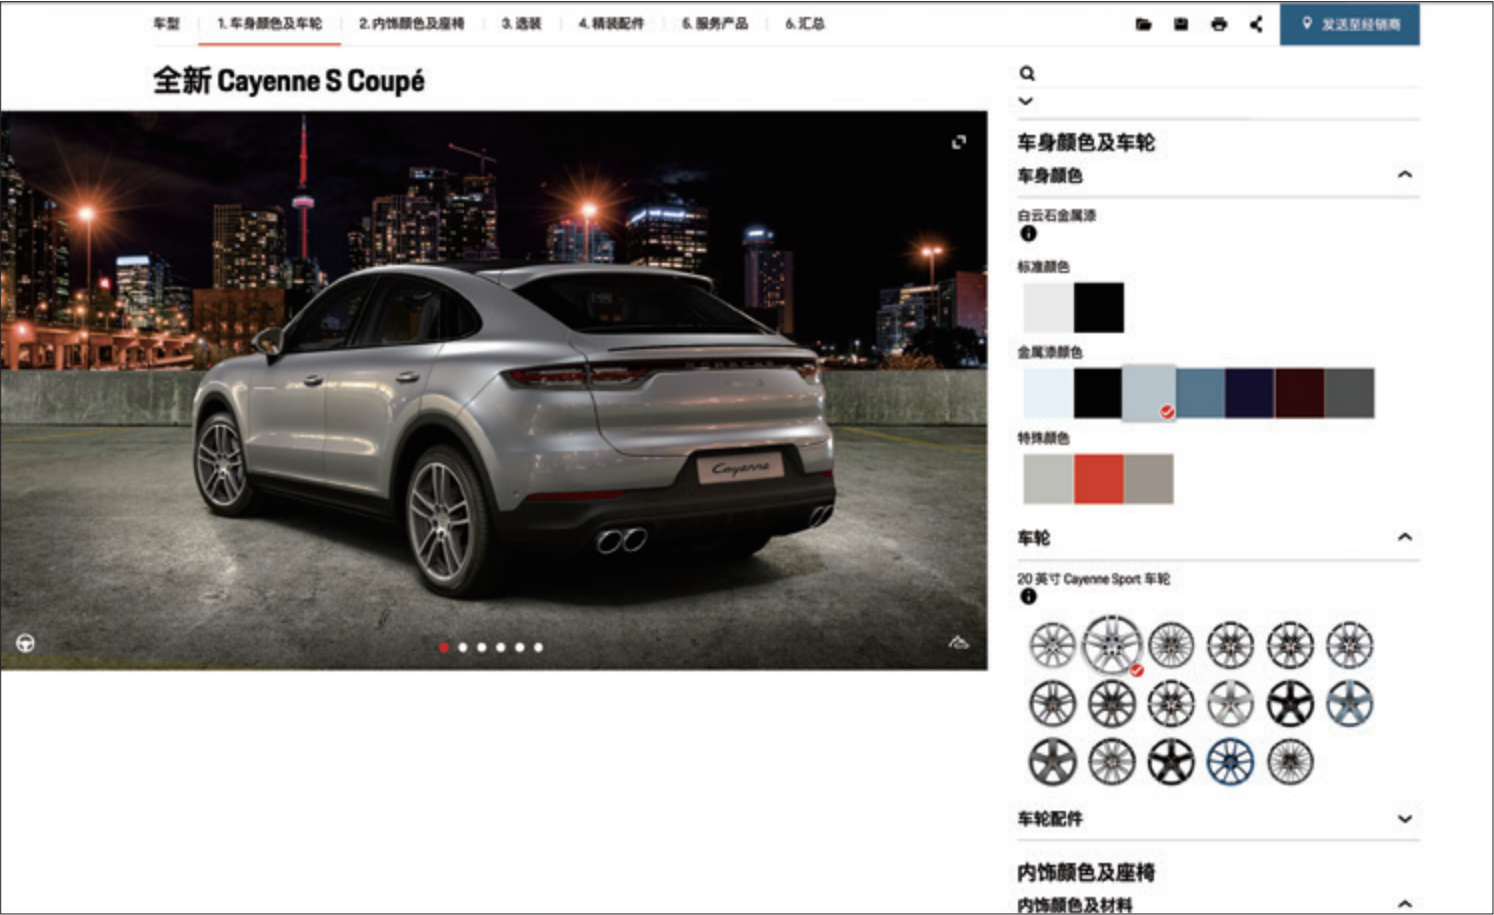 车型
1. 车身颜色及车轮
2. 内饰颜色及座椅
3. 选装
4. 精装配件
5. 服务产品
6. 汇总
发送至经销商
全新 Cayenne S Coupé
PORSCHE
Cayenne
车身颜色及车轮
车身颜色
白云石金属漆
标准颜色
金属漆颜色
特殊颜色
车轮
20 英寸 Cayenne Sport 车轮
车轮配件
内饰颜色及座椅
内饰颜色及材料